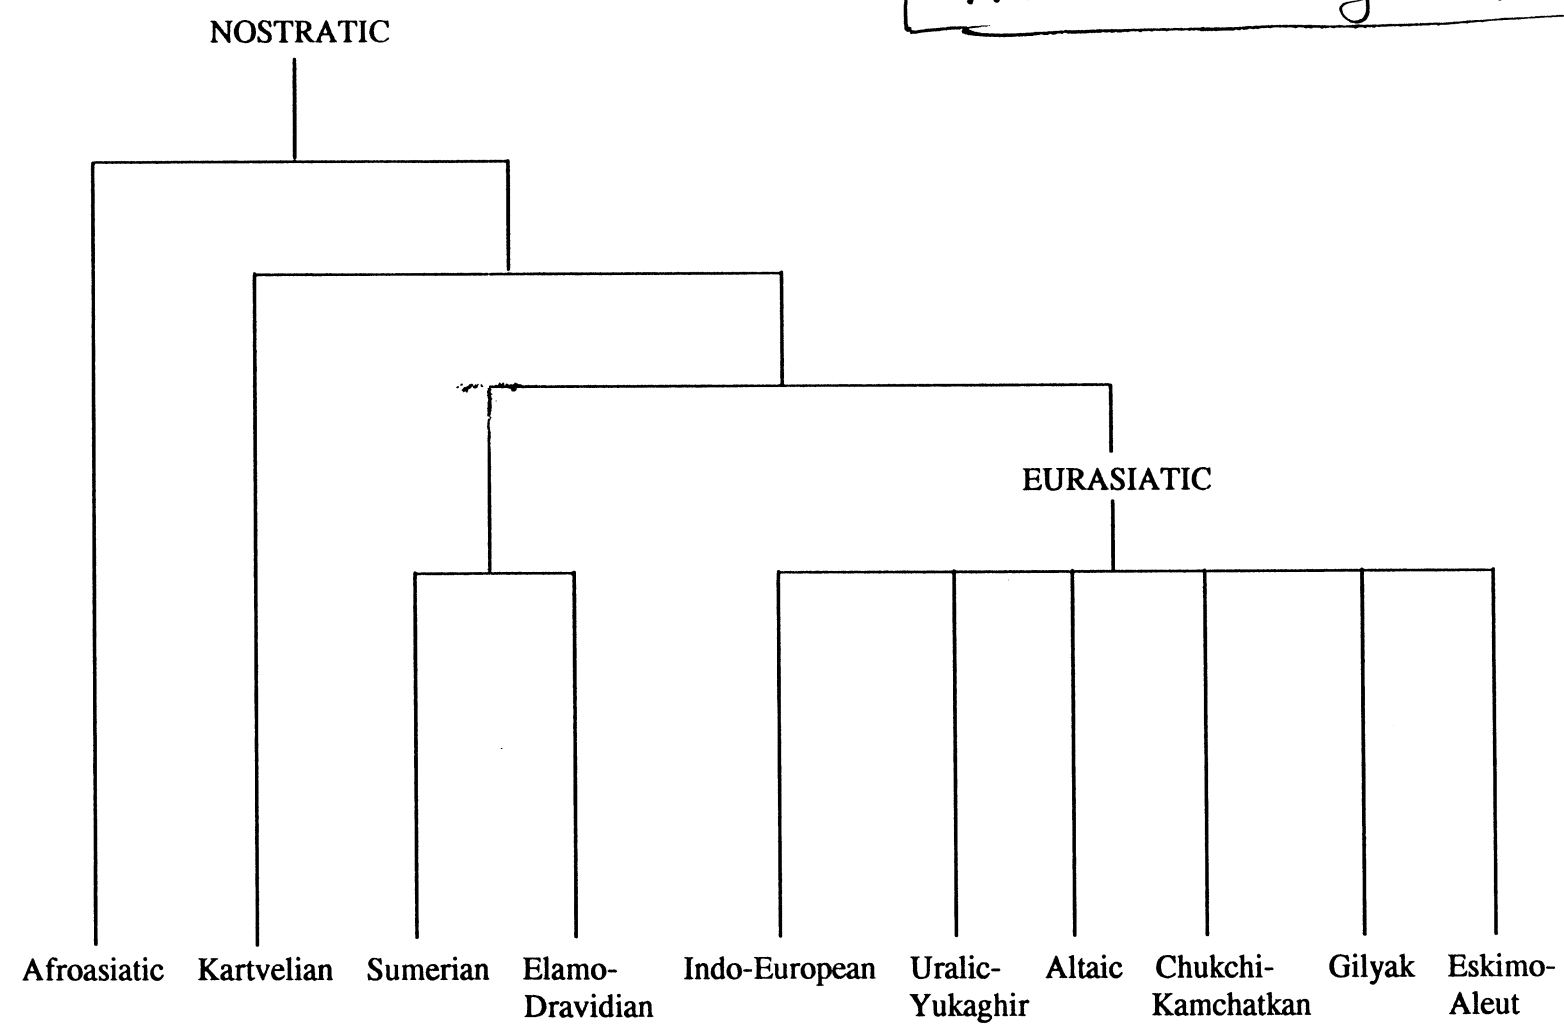 NOSTRATIC
EURASIATIC
Afroasiatic
Kartvelian
Sumerian
Elamo-
Dravidian
Indo-European
Uralic-
Yukaghir
Altaic
Chukchi-
Kamchatkan
Gilyak
Eskimo-
Aleut